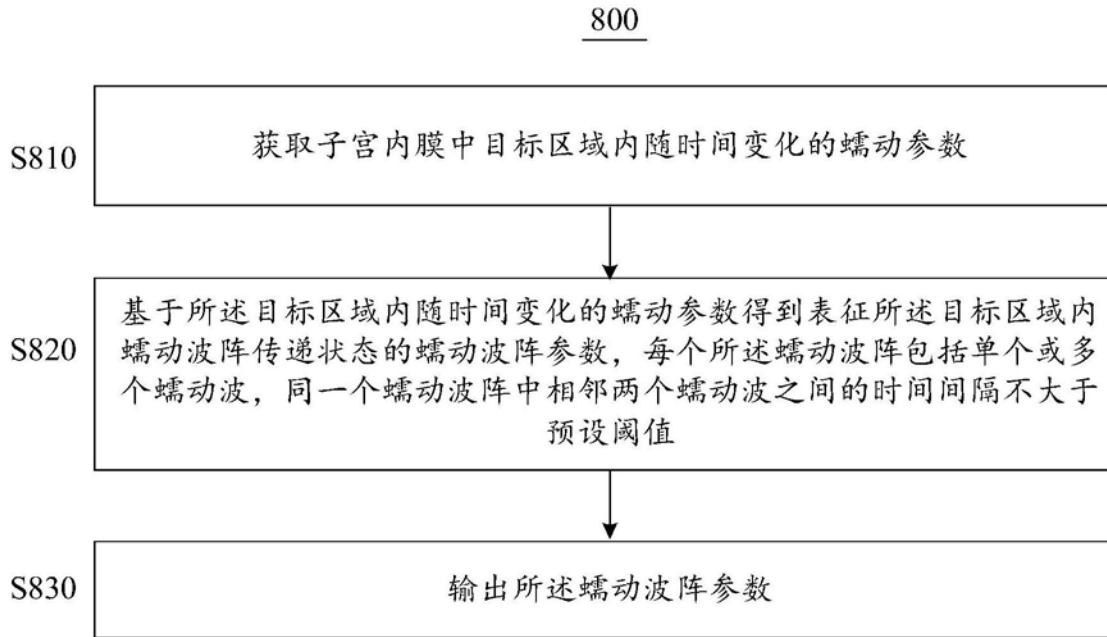 800
S810
获取子宫内膜中目标区域内随时间变化的蠕动参数
S820
基于所述目标区域内随时间变化的蠕动参数得到表征所述目标区域内
蠕动波阵传递状态的蠕动波阵参数，每个所述蠕动波阵包括单个或多
个蠕动波，同一个蠕动波阵中相邻两个蠕动波之间的时间间隔不大于
预设阈值
S830
输出所述蠕动波阵参数